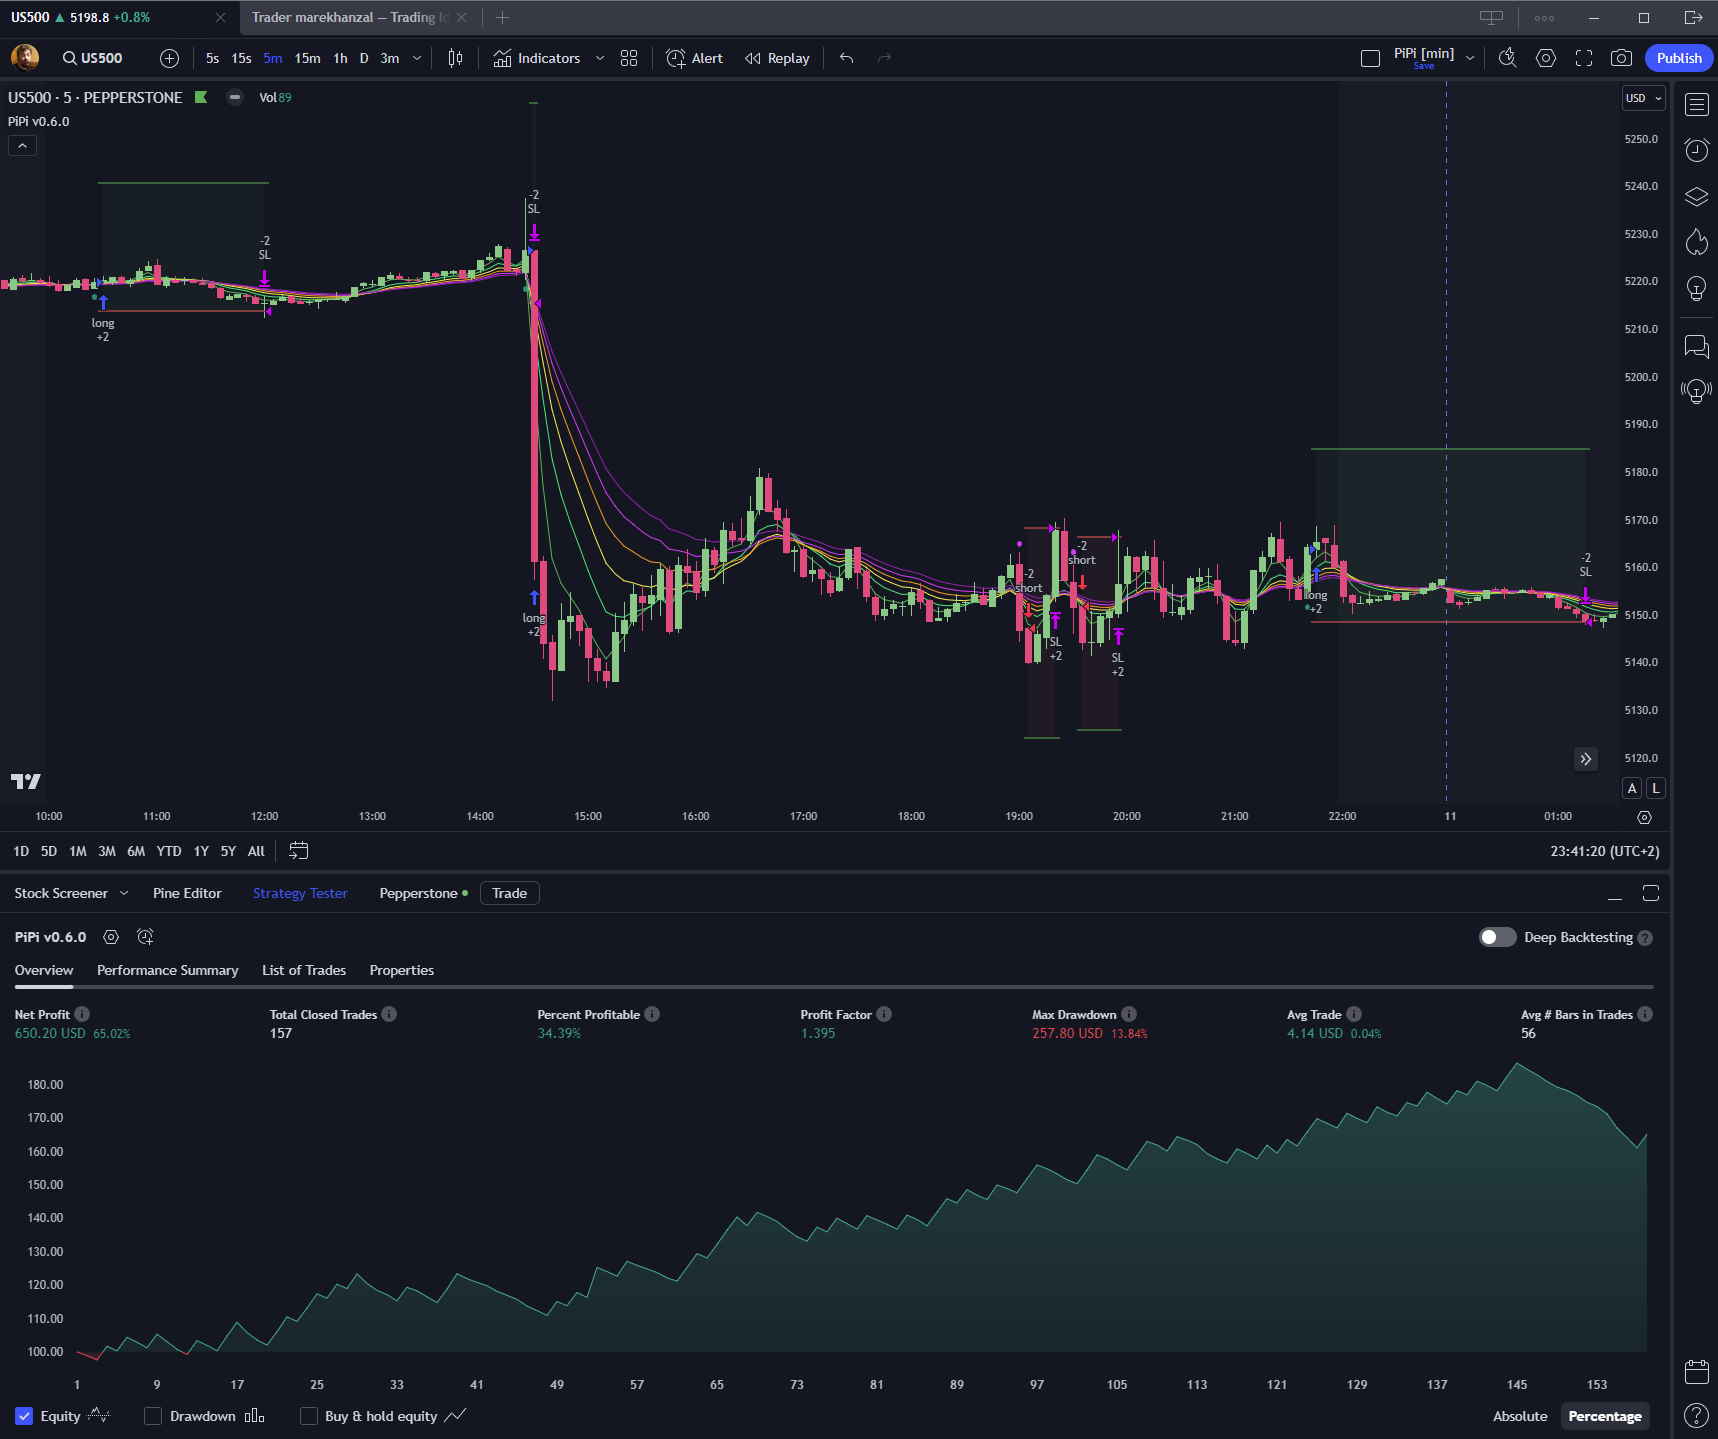 US500 ▲ 5198.8 +0.8%
Trader marekhanzal — Trading Id
US500
5s 15s 5m 15m 1h D 3m
Indicators
Alert
Replay
PiPi [min]
Save
Publish
US500 · 5 · PEPPERSTONE
Vol 89
PiPi v0.6.0
USD
5250.0
5240.0
5230.0
5220.0
5210.0
5200.0
5190.0
5180.0
5170.0
5160.0
5150.0
5140.0
5130.0
5120.0
-2
SL
long
+2
-2
SL
long
+2
-2
short
SL
+2
-2
short
SL
+2
long
+2
-2
SL
A L
10:00 11:00 12:00 13:00 14:00 15:00 16:00 17:00 18:00 19:00 20:00 21:00 22:00 11 01:00
1D 5D 1M 3M 6M YTD 1Y 5Y All
23:41:20 (UTC+2)
Stock Screener
Pine Editor
Strategy Tester
Pepperstone
Trade
PiPi v0.6.0
Deep Backtesting
Overview Performance Summary List of Trades Properties
Net Profit
650.20 USD 65.02%
Total Closed Trades
157
Percent Profitable
34.39%
Profit Factor
1.395
Max Drawdown
257.80 USD 13.84%
Avg Trade
4.14 USD 0.04%
Avg # Bars in Trades
56
180.00
170.00
160.00
150.00
140.00
130.00
120.00
110.00
100.00
1 9 17 25 33 41 49 57 65 73 81 89 97 105 113 121 129 137 145 153
Equity
Drawdown
Buy & hold equity
Absolute
Percentage